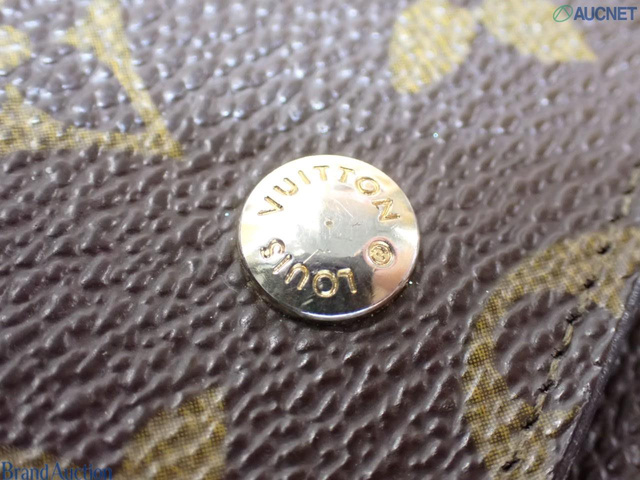 AUCNET
LOUIS VUITTON
®
Brand Auction